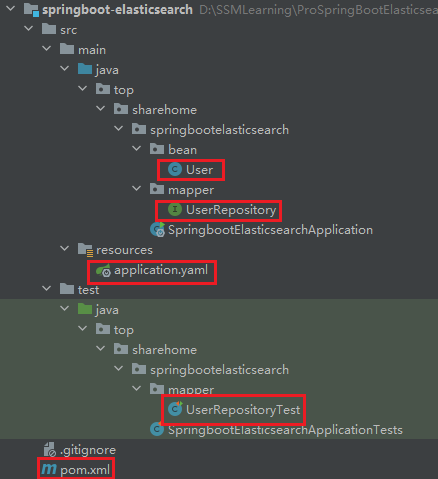 springboot-elasticsearch D:\SSMLearning\ProSpringBootElasticsea
src
main
java
top
sharehome
springbootelasticsearch
bean
User
mapper
UserRepository
SpringbootElasticsearchApplication
resources
application.yaml
test
java
top
sharehome
springbootelasticsearch
mapper
UserRepositoryTest
SpringbootElasticsearchApplicationTests
.gitignore
pom.xml